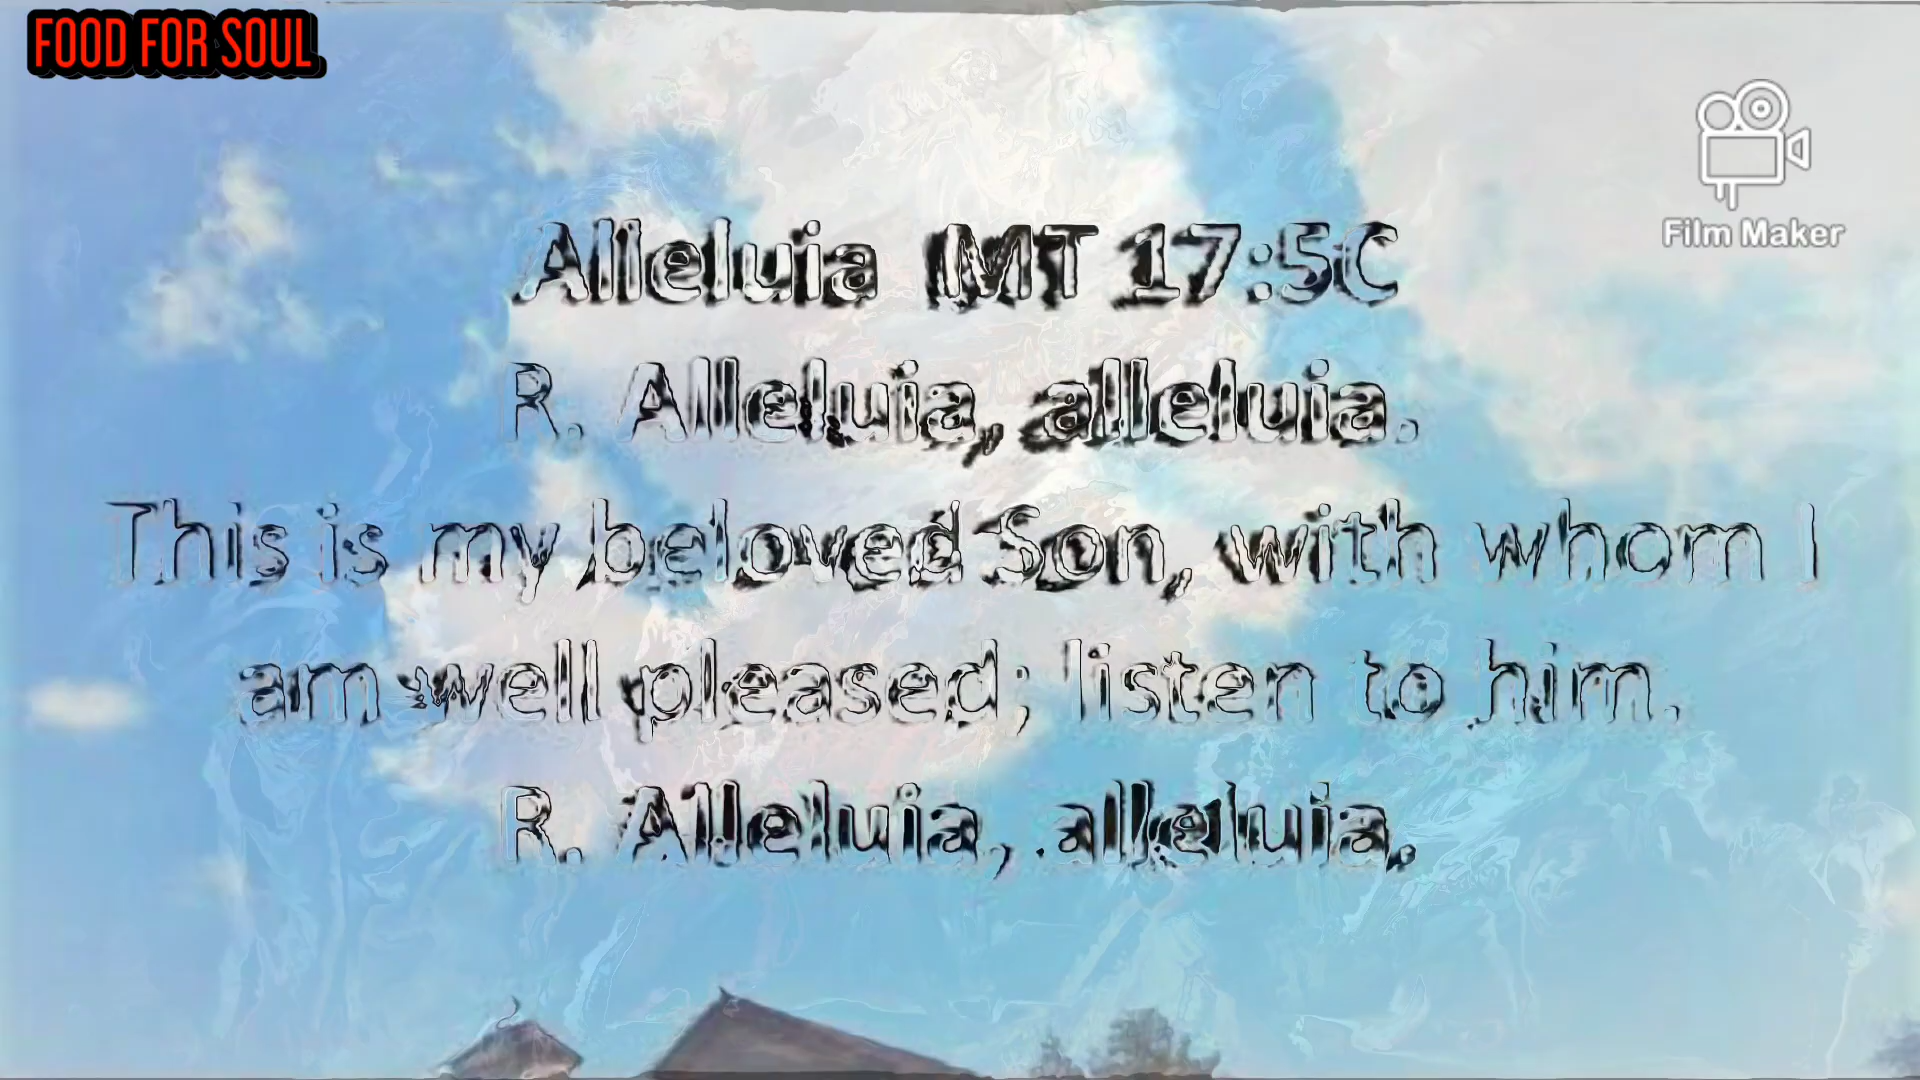 FOOD FOR SOUL
Film Maker
Alleluia MT 17:5C
R. Alleluia, alleluia.
This is my beloved Son, with whom I
am well pleased; listen to him.
R. Alleluia, alleluia.